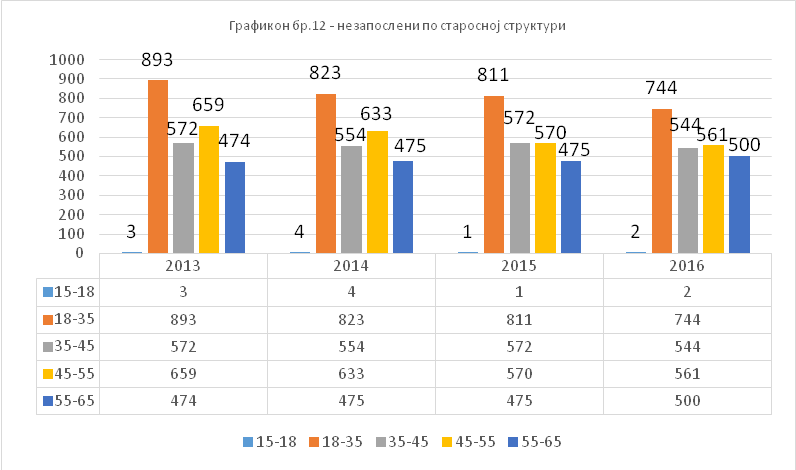 Графикон бр.12 - незапослени по старосној структури
1000
900
800
700
600
500
400
300
200
100
0
3 893 572 659 474
4 823 554 633 475
1 811 572 570 475
2 744 544 561 500
2013 2014 2015 2016
15-18 3 4 1 2
18-35 893 823 811 744
35-45 572 554 572 544
45-55 659 633 570 561
55-65 474 475 475 500
15-18 18-35 35-45 45-55 55-65